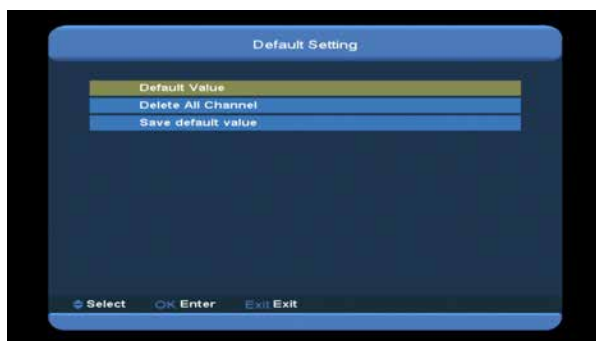 Default Setting
Default Value
Delete All Channel
Save default value
Select OK Enter Exit Exit